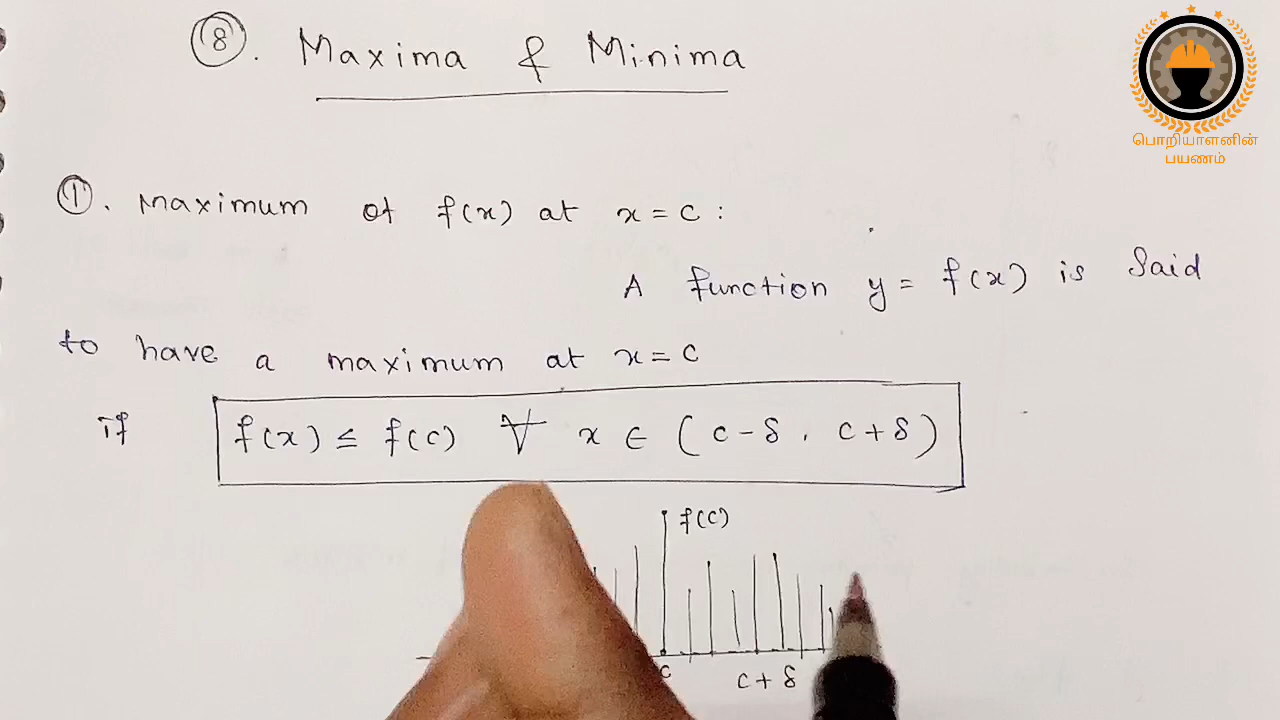 8. Maxima & Minima
பொறியாளனின்
பயணம்
1. Maximum of f(x) at x = c :
A function y = f(x) is said
to have a maximum at x = c
if f(x) ≤ f(c) ∀ x ∈ (c-δ, c+δ)
f(c)
c c+δ